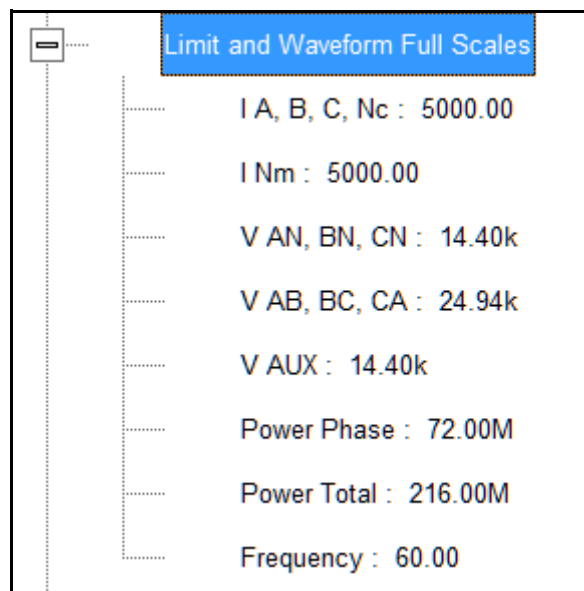 Limit and Waveform Full Scales
I A, B, C, Nc : 5000.00
I Nm : 5000.00
V AN, BN, CN : 14.40k
V AB, BC, CA : 24.94k
V AUX : 14.40k
Power Phase : 72.00M
Power Total : 216.00M
Frequency : 60.00